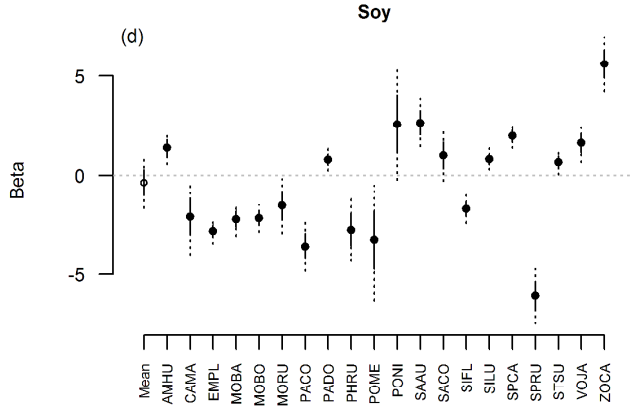 Soy
(d)
Beta
5
0
-5
Mean
AMHU
CAMA
EMPL
MOBA
MOBO
MORU
PACO
PADO
PHRU
POME
PONI
SAAU
SACO
SIFL
SILU
SPCA
SPRU
STSU
VOJA
ZOCA